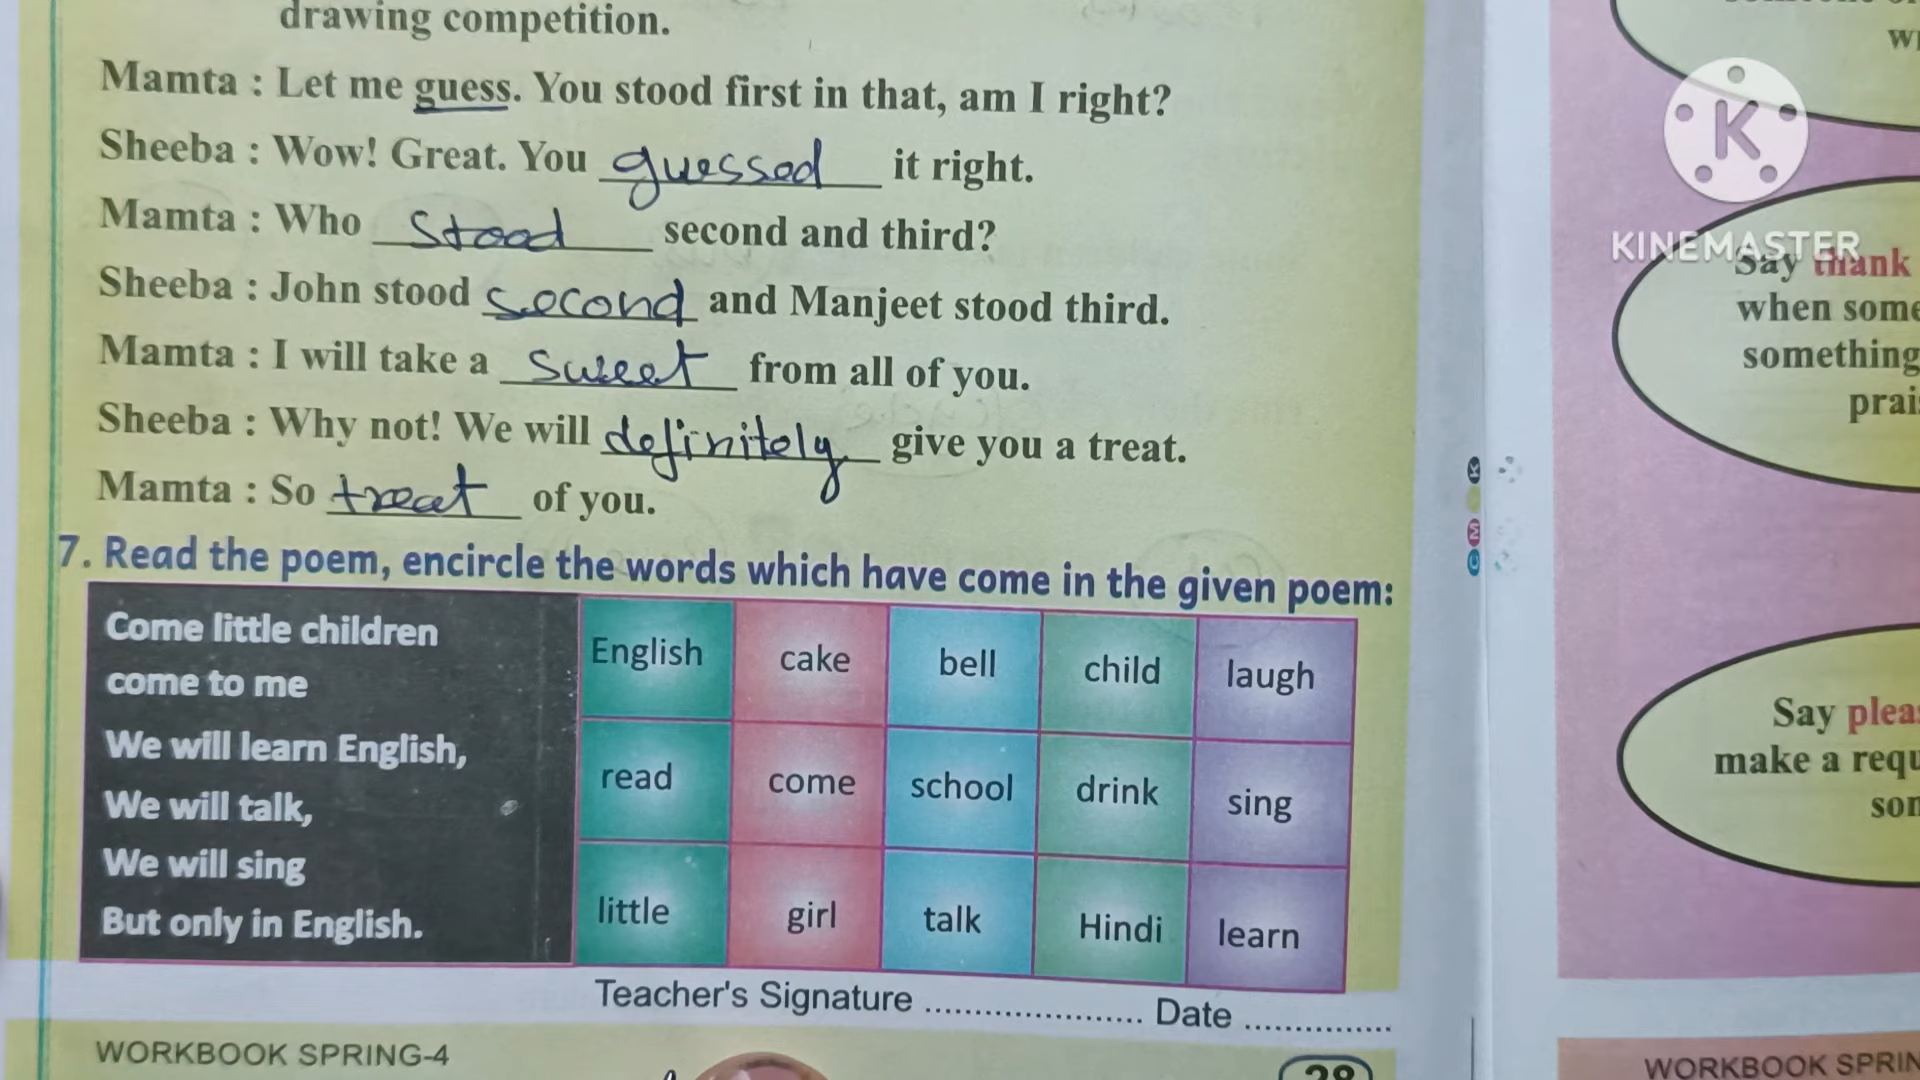 drawing competition.
Mamta : Let me guess. You stood first in that, am I right?
Sheeba : Wow! Great. You guessed it right.
Mamta : Who stood second and third?
Sheeba : John stood second and Manjeet stood third.
Mamta : I will take a sweet from all of you.
Sheeba : Why not! We will definitely give you a treat.
Mamta : So treat of you.
7. Read the poem, encircle the words which have come in the given poem:
Come little children
come to me
We will learn English,
We will talk,
We will sing
But only in English.
English cake bell child laugh
read come school drink sing
little girl talk Hindi learn
Teacher's Signature ...................... Date ...............
WORKBOOK SPRING-4
28
K
KINEMASTER
Say thank
when some
something
prai
Say pleas
make a requ
som
WORKBOOK SPRIN
C M K